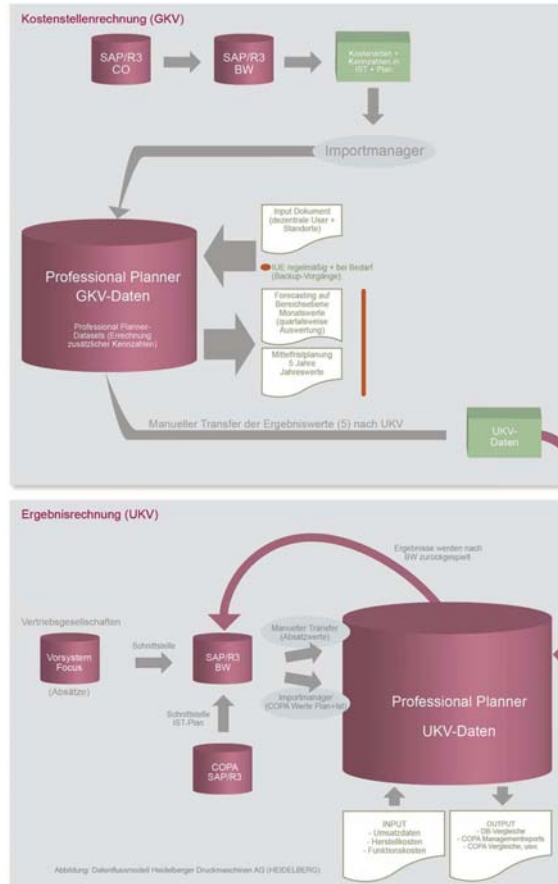 Kostenstellenrechnung (GKV)
SAP/R3
CO
SAP/R3
BW
Kostenarten +
Kennzahlen in
IST + Plan
Importmanager
Input Dokument
(dezentrale User +
Standorte)
Professional Planner
GKV-Daten
Professional Planner-
Datasets (Errechnung
zusätzlicher Kennzahlen)
regelmäßig + bei Bedarf
(Backup-Vorgänge)
Forecasting auf
Bereichsebene
Monatswerte
(quartalsweise
Auswertung)
Mittelfristplanung
5 Jahre
Jahreswerte
Manueller Transfer der Ergebniswerte (5) nach UKV
UKV-
Daten
Ergebnisrechnung (UKV)
Ergebnisse werden nach
BW zurückgespielt
Vertriebsgesellschaften
Vorsystem
Focus
(Absätze)
Schnittstelle
SAP/R3
BW
Manueller Transfer
(Absatzwerte)
Importmanager
(COPA Werte Plan+Ist)
Schnittstelle
IST-Plan
COPA
SAP/R3
Professional Planner
UKV-Daten
INPUT
- Umsatzdaten
- Herstellkosten
- Funktionskosten
OUTPUT
- DB-Vergleiche
- COPA Managementreports
- COPA Vergleiche, usw.
Abbildung: Datenflussmodell Heidelberger Druckmaschinen AG (HEIDELBERG)